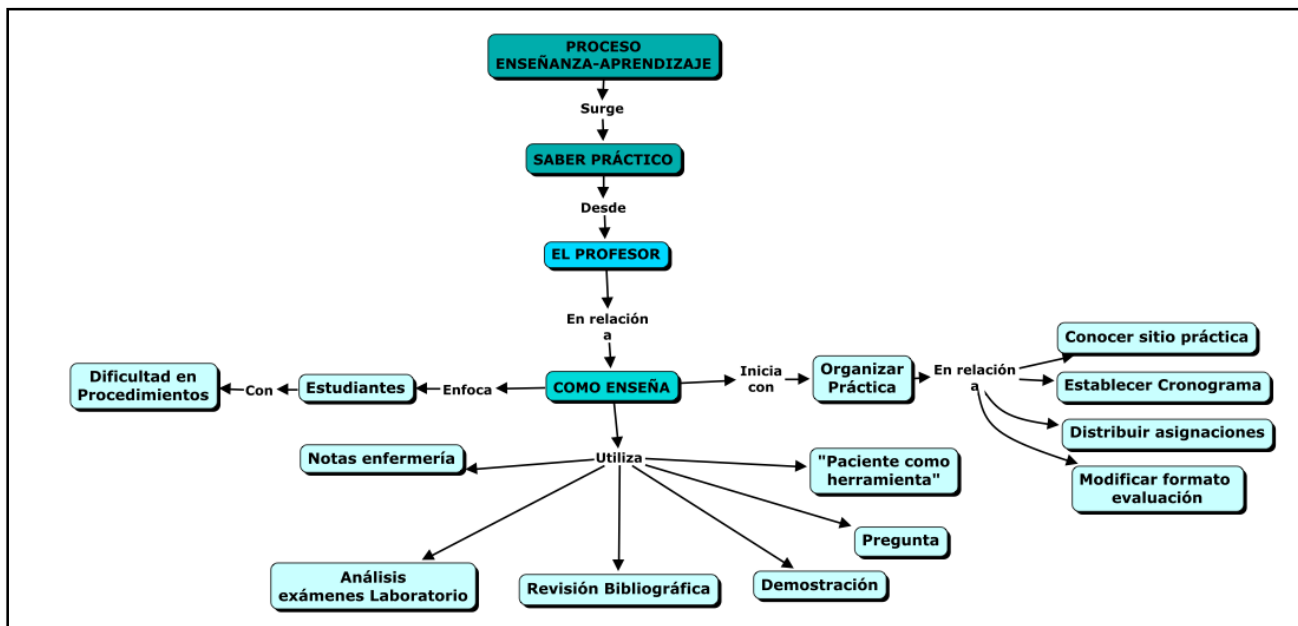 PROCESO
ENSEÑANZA-APRENDIZAJE
Surge
SABER PRÁCTICO
Desde
EL PROFESOR
En relación
a
Dificultad en
Procedimientos
Con
Estudiantes
Enfoca
COMO ENSEÑA
Inicia
con
Organizar
Práctica
En relación
a
Conocer sitio práctica
Establecer Cronograma
Distribuir asignaciones
Modificar formato
evaluación
Utiliza
Notas enfermería
"Paciente como
herramienta"
Pregunta
Análisis
exámenes Laboratorio
Revisión Bibliográfica
Demostración